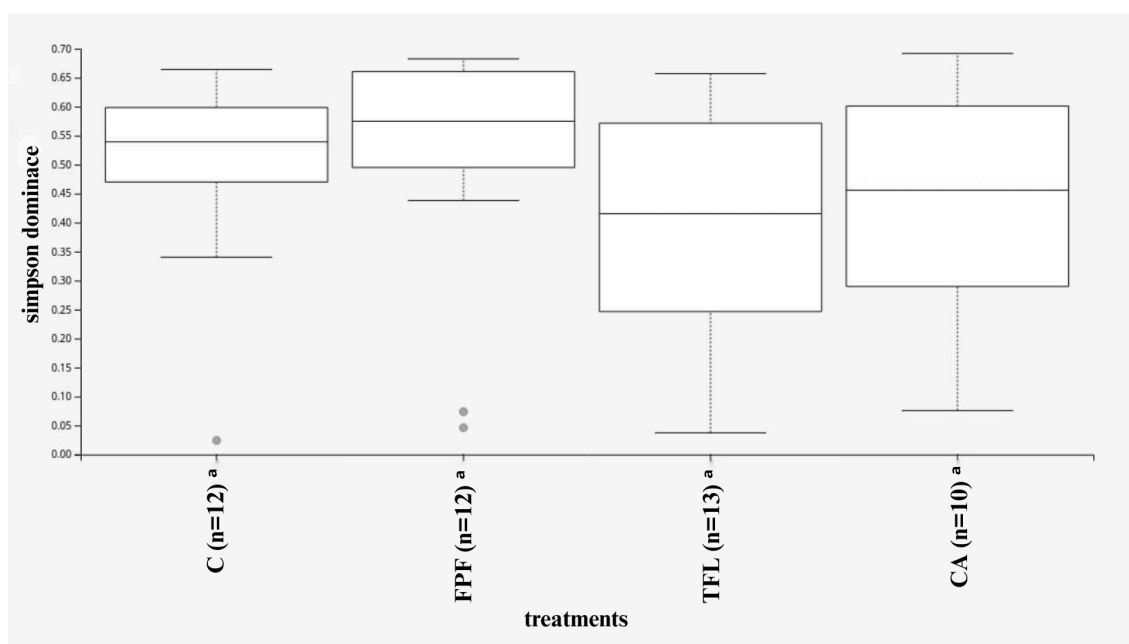 0.70
0.65
0.60
0.55
0.50
0.45
0.40
0.35
0.30
0.25
0.20
0.15
0.10
0.05
0.00
simpson dominace
C (n=12) a
FPF (n=12) a
TFL (n=13) a
CA (n=10) a
treatments